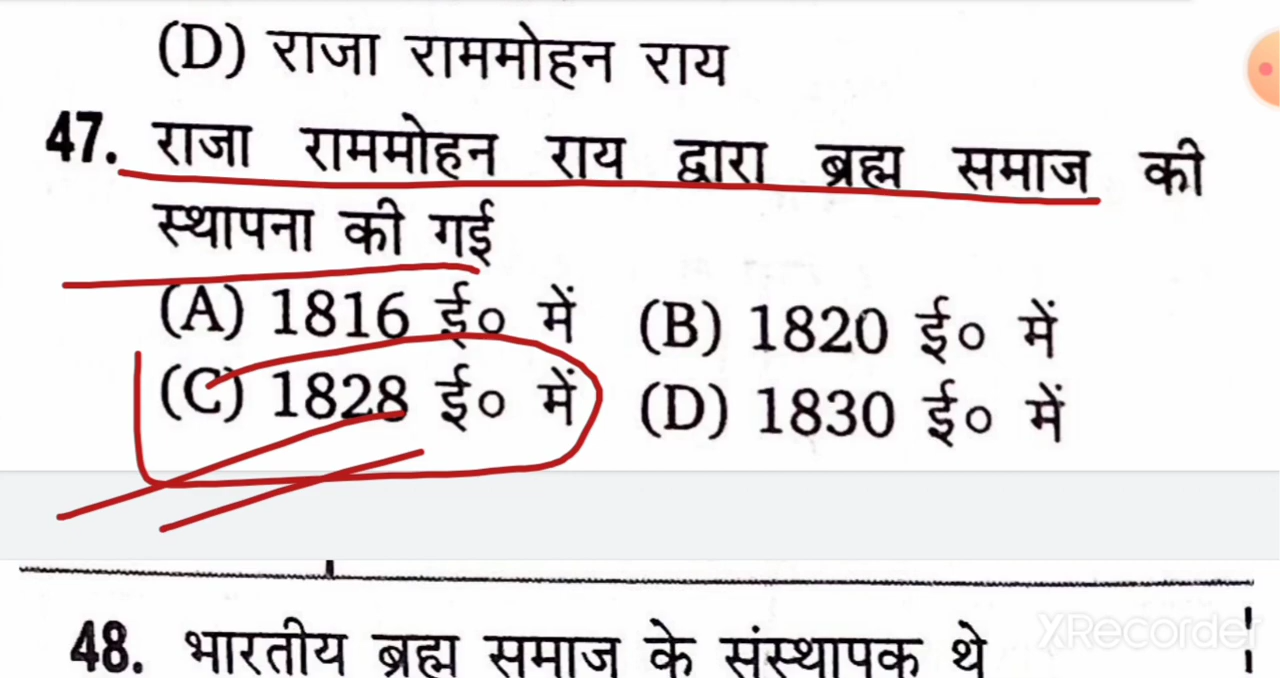 (D) राजा राममोहन राय
47. राजा राममोहन राय द्वारा ब्रह्म समाज की
स्थापना की गई
(A) 1816 ई० में (B) 1820 ई० में
(C) 1828 ई० में (D) 1830 ई० में
48. भारतीय ब्रह्म समाज के संस्थापक थे
XRecorder